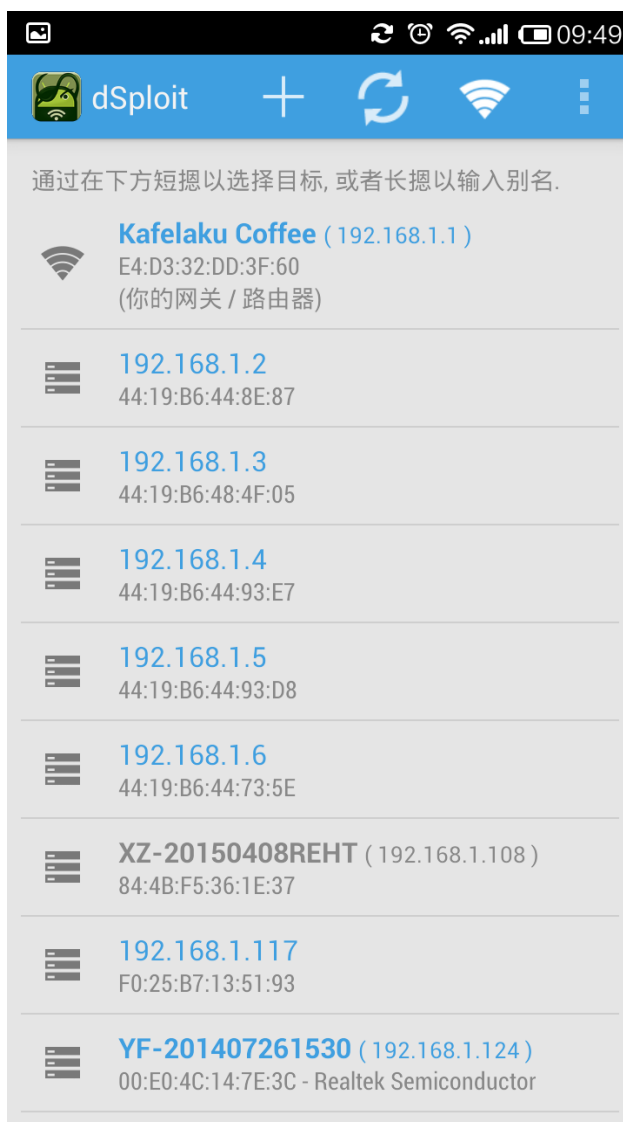 09:49
dSploit
通过在下方短摁以选择目标, 或者长摁以输入别名.
Kafelaku Coffee ( 192.168.1.1 )
E4:D3:32:DD:3F:60
(你的网关 / 路由器)
192.168.1.2
44:19:B6:44:8E:87
192.168.1.3
44:19:B6:48:4F:05
192.168.1.4
44:19:B6:44:93:E7
192.168.1.5
44:19:B6:44:93:D8
192.168.1.6
44:19:B6:44:73:5E
XZ-20150408REHT ( 192.168.1.108 )
84:4B:F5:36:1E:37
192.168.1.117
F0:25:B7:13:51:93
YF-201407261530 ( 192.168.1.124 )
00:E0:4C:14:7E:3C - Realtek Semiconductor